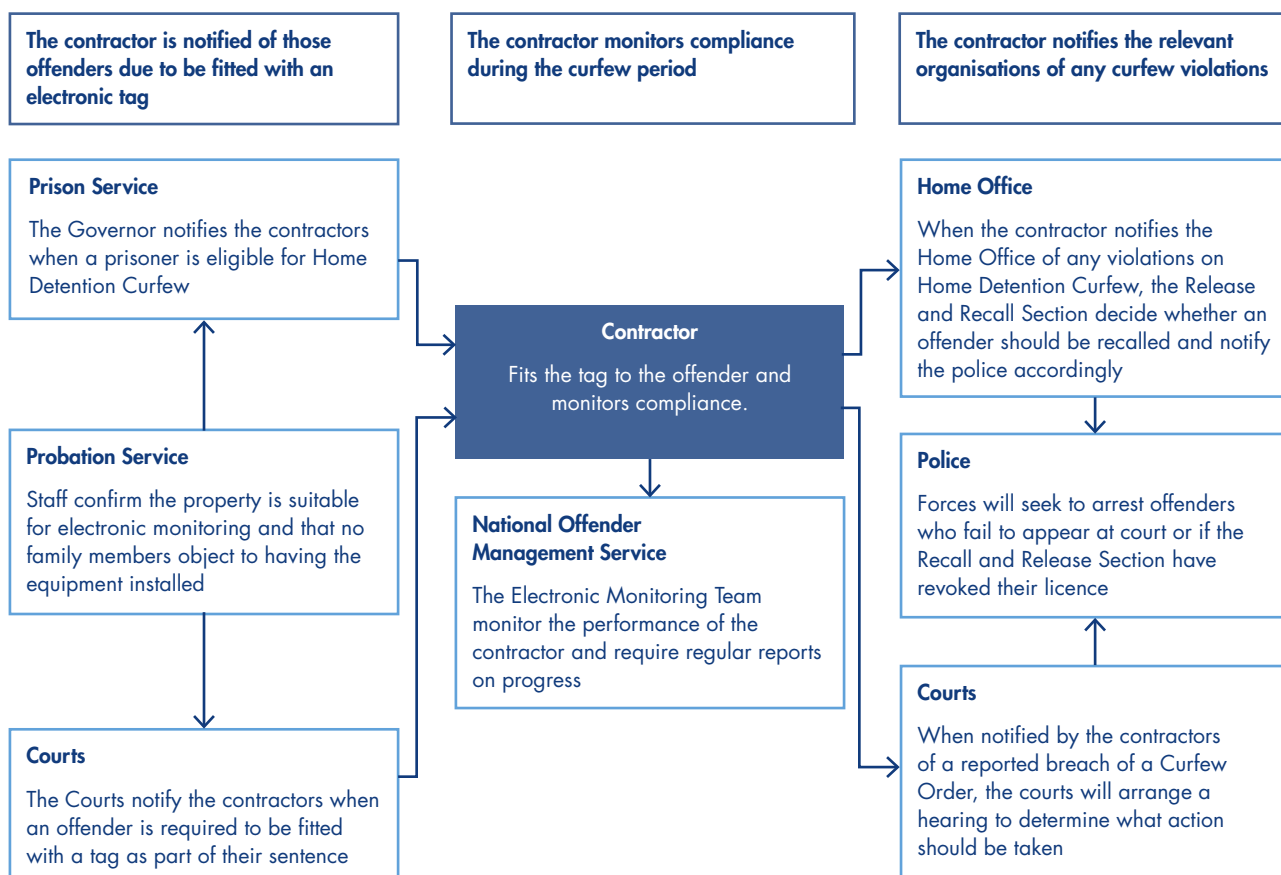 The contractor is notified of those
offenders due to be fitted with an
electronic tag
The contractor monitors compliance
during the curfew period
The contractor notifies the relevant
organisations of any curfew violations
Prison Service
The Governor notifies the contractors
when a prisoner is eligible for Home
Detention Curfew
Probation Service
Staff confirm the property is suitable
for electronic monitoring and that no
family members object to having the
equipment installed
Courts
The Courts notify the contractors when
an offender is required to be fitted
with a tag as part of their sentence
Contractor
Fits the tag to the offender and
monitors compliance.
National Offender
Management Service
The Electronic Monitoring Team
monitor the performance of the
contractor and require regular reports
on progress
Home Office
When the contractor notifies the
Home Office of any violations on
Home Detention Curfew, the Release
and Recall Section decide whether an
offender should be recalled and notify
the police accordingly
Police
Forces will seek to arrest offenders
who fail to appear at court or if the
Recall and Release Section have
revoked their licence
Courts
When notified by the contractors
of a reported breach of a Curfew
Order, the courts will arrange a
hearing to determine what action
should be taken